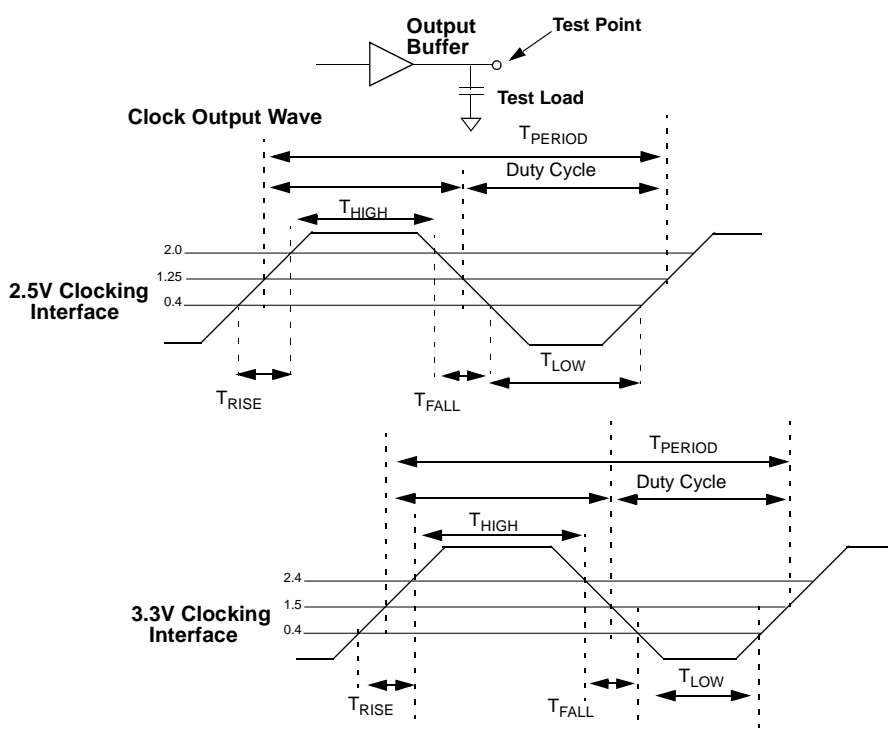 Output
Buffer
Test Point
Test Load
Clock Output Wave
TPERIOD
Duty Cycle
THIGH
2.0
1.25
0.4
2.5V Clocking
Interface
TLOW
TRISE
TFALL
TPERIOD
Duty Cycle
THIGH
2.4
1.5
0.4
3.3V Clocking
Interface
TLOW
TRISE
TFALL